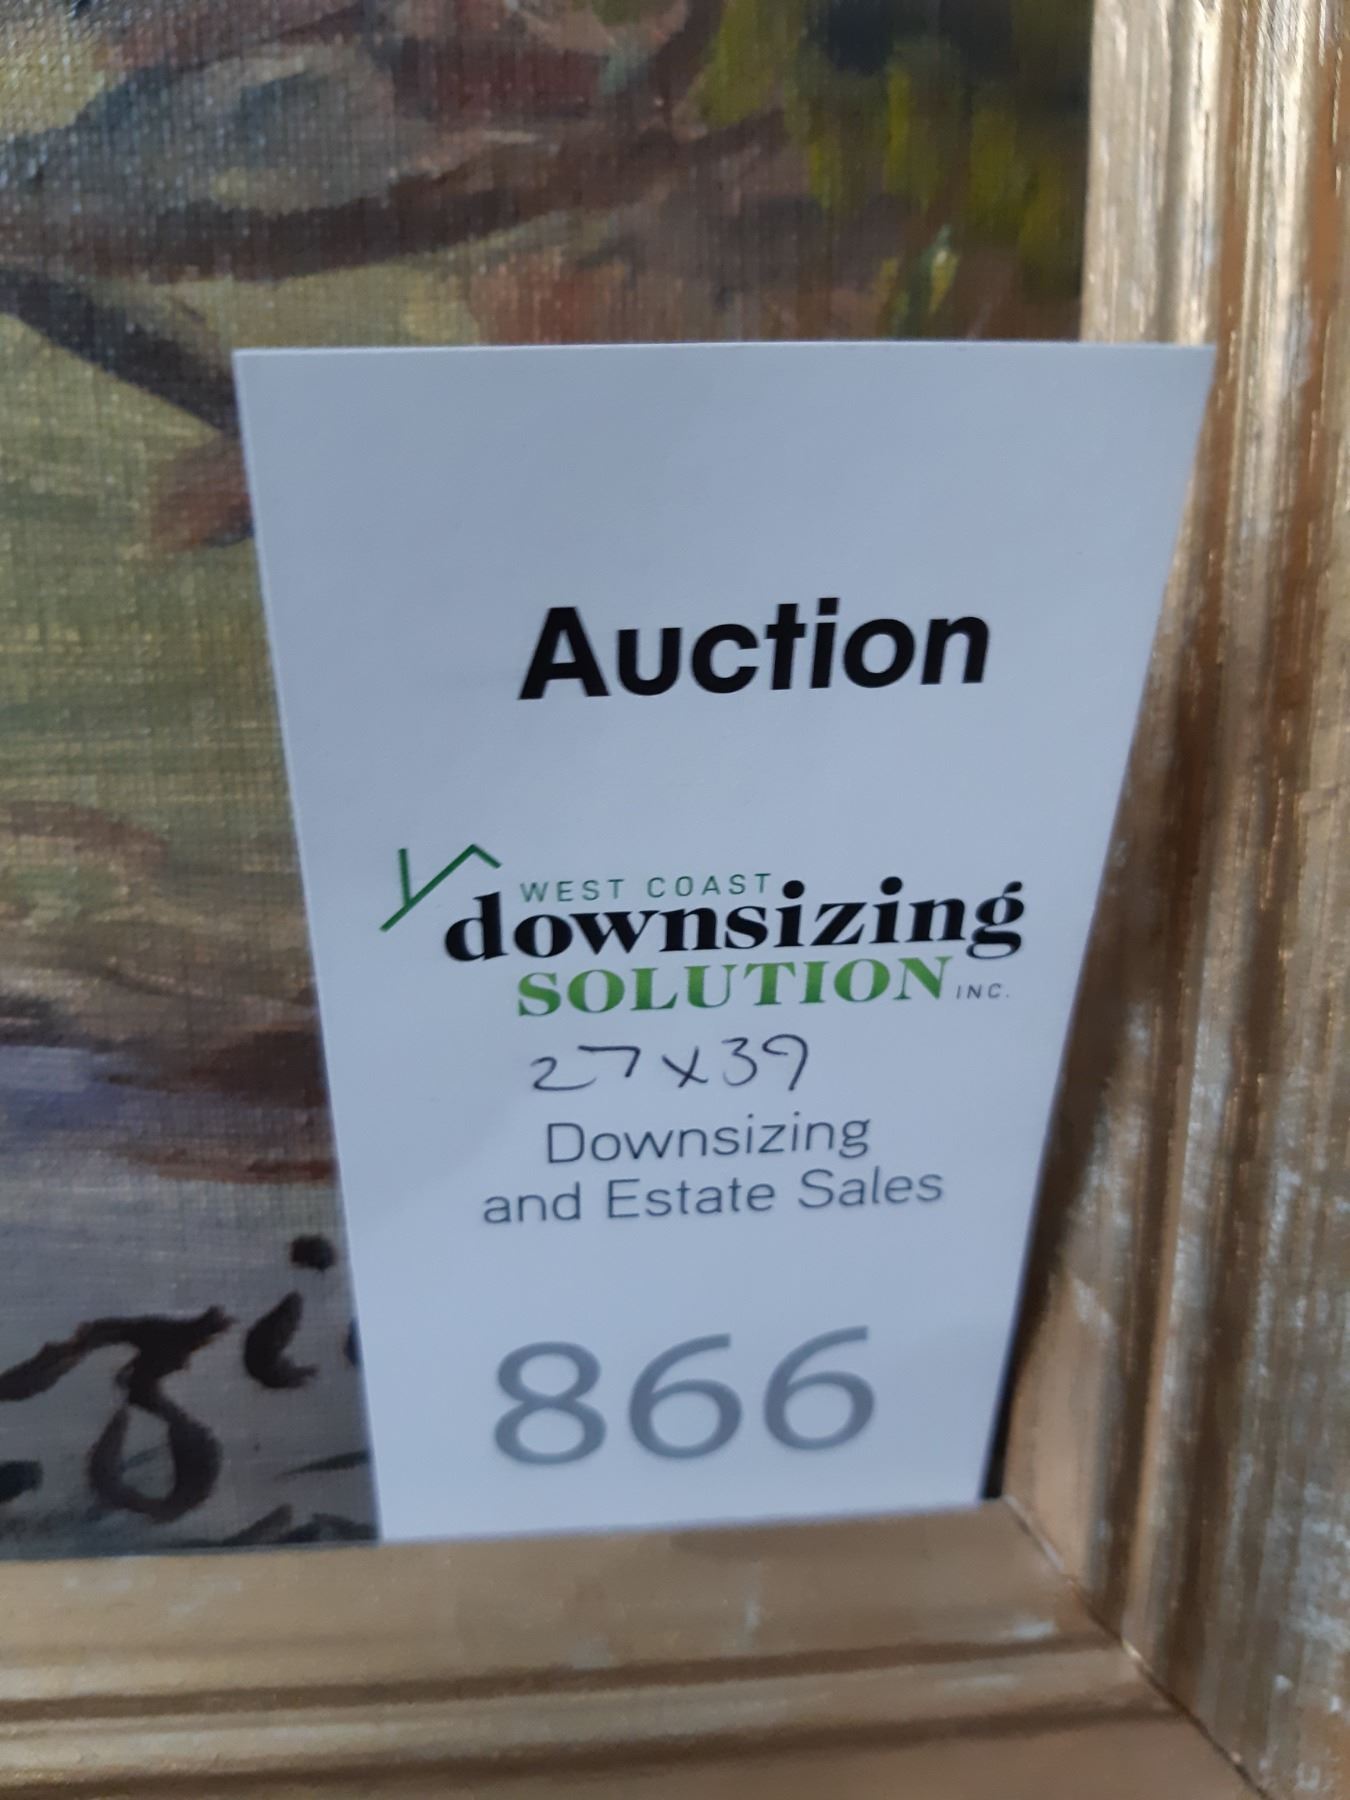 Auction
WEST COAST
downsizing
SOLUTION INC.
27x39
Downsizing
and Estate Sales
866